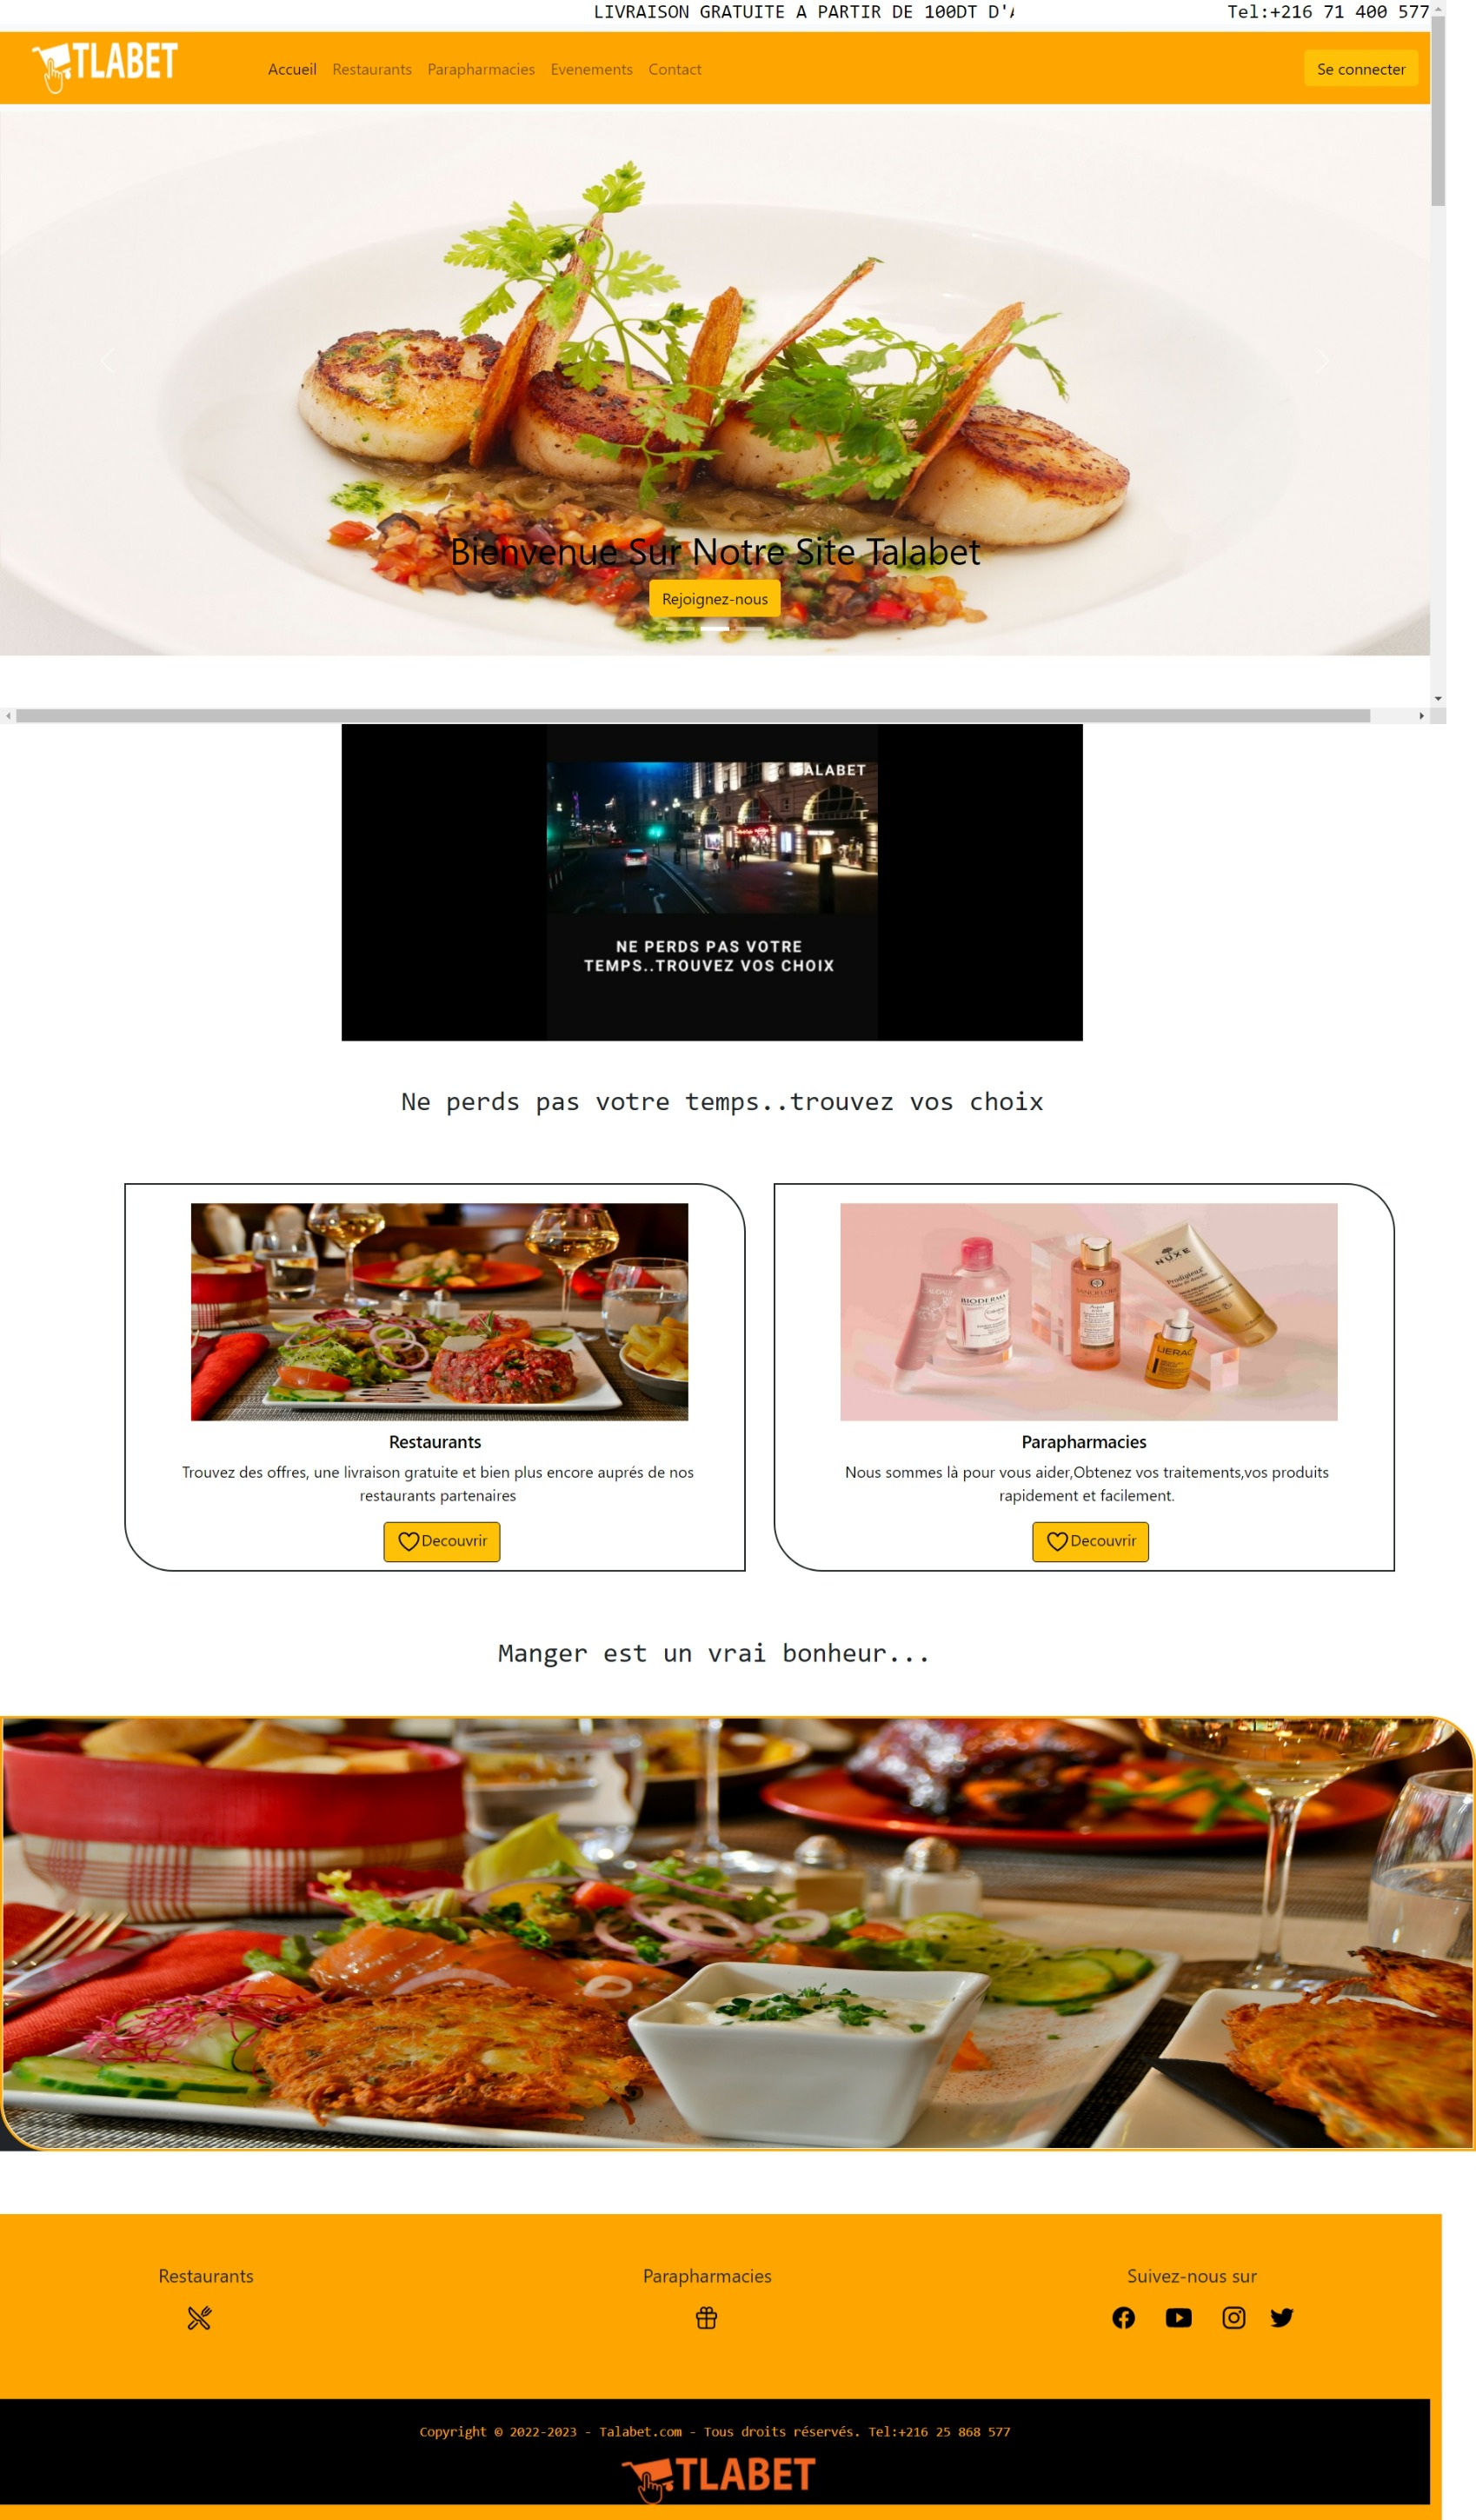 LIVRAISON GRATUITE A PARTIR DE 100DT
Tel:+216 71 400 577
TLABET
Accueil Restaurants Parapharmacies Evenements Contact
Se connecter
Bienvenue Sur Notre Site Talabet
Rejoignez-nous
TALABET
NE PERDS PAS VOTRE
TEMPS..TROUVEZ VOS CHOIX
Ne perds pas votre temps..trouvez vos choix
NUXE
Prodigieux
BIODERMA
LIERAC
Restaurants
Trouvez des offres, une livraison gratuite et bien plus encore auprés de nos
restaurants partenaires
Decouvrir
Parapharmacies
Nous sommes là pour vous aider,Obtenez vos traitements,vos produits
rapidement et facilement.
Decouvrir
Manger est un vrai bonheur...
Restaurants
Parapharmacies
Suivez-nous sur
Copyright © 2022-2023 - Talabet.com - Tous droits réservés. Tel:+216 25 868 577
TLABET